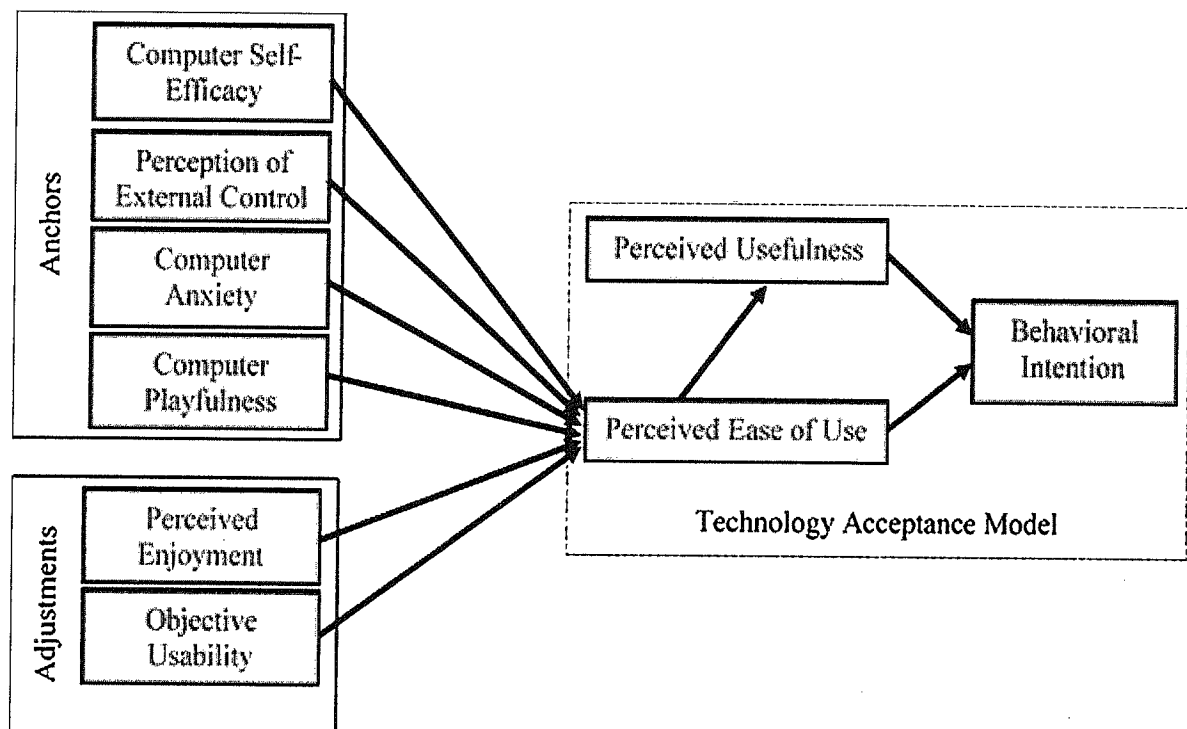 Anchors
Computer Self-
Efficacy
Perception of
External Control
Computer
Anxiety
Computer
Playfulness
Adjustments
Perceived
Enjoyment
Objective
Usability
Perceived Usefulness
Perceived Ease of Use
Behavioral
Intention
Technology Acceptance Model